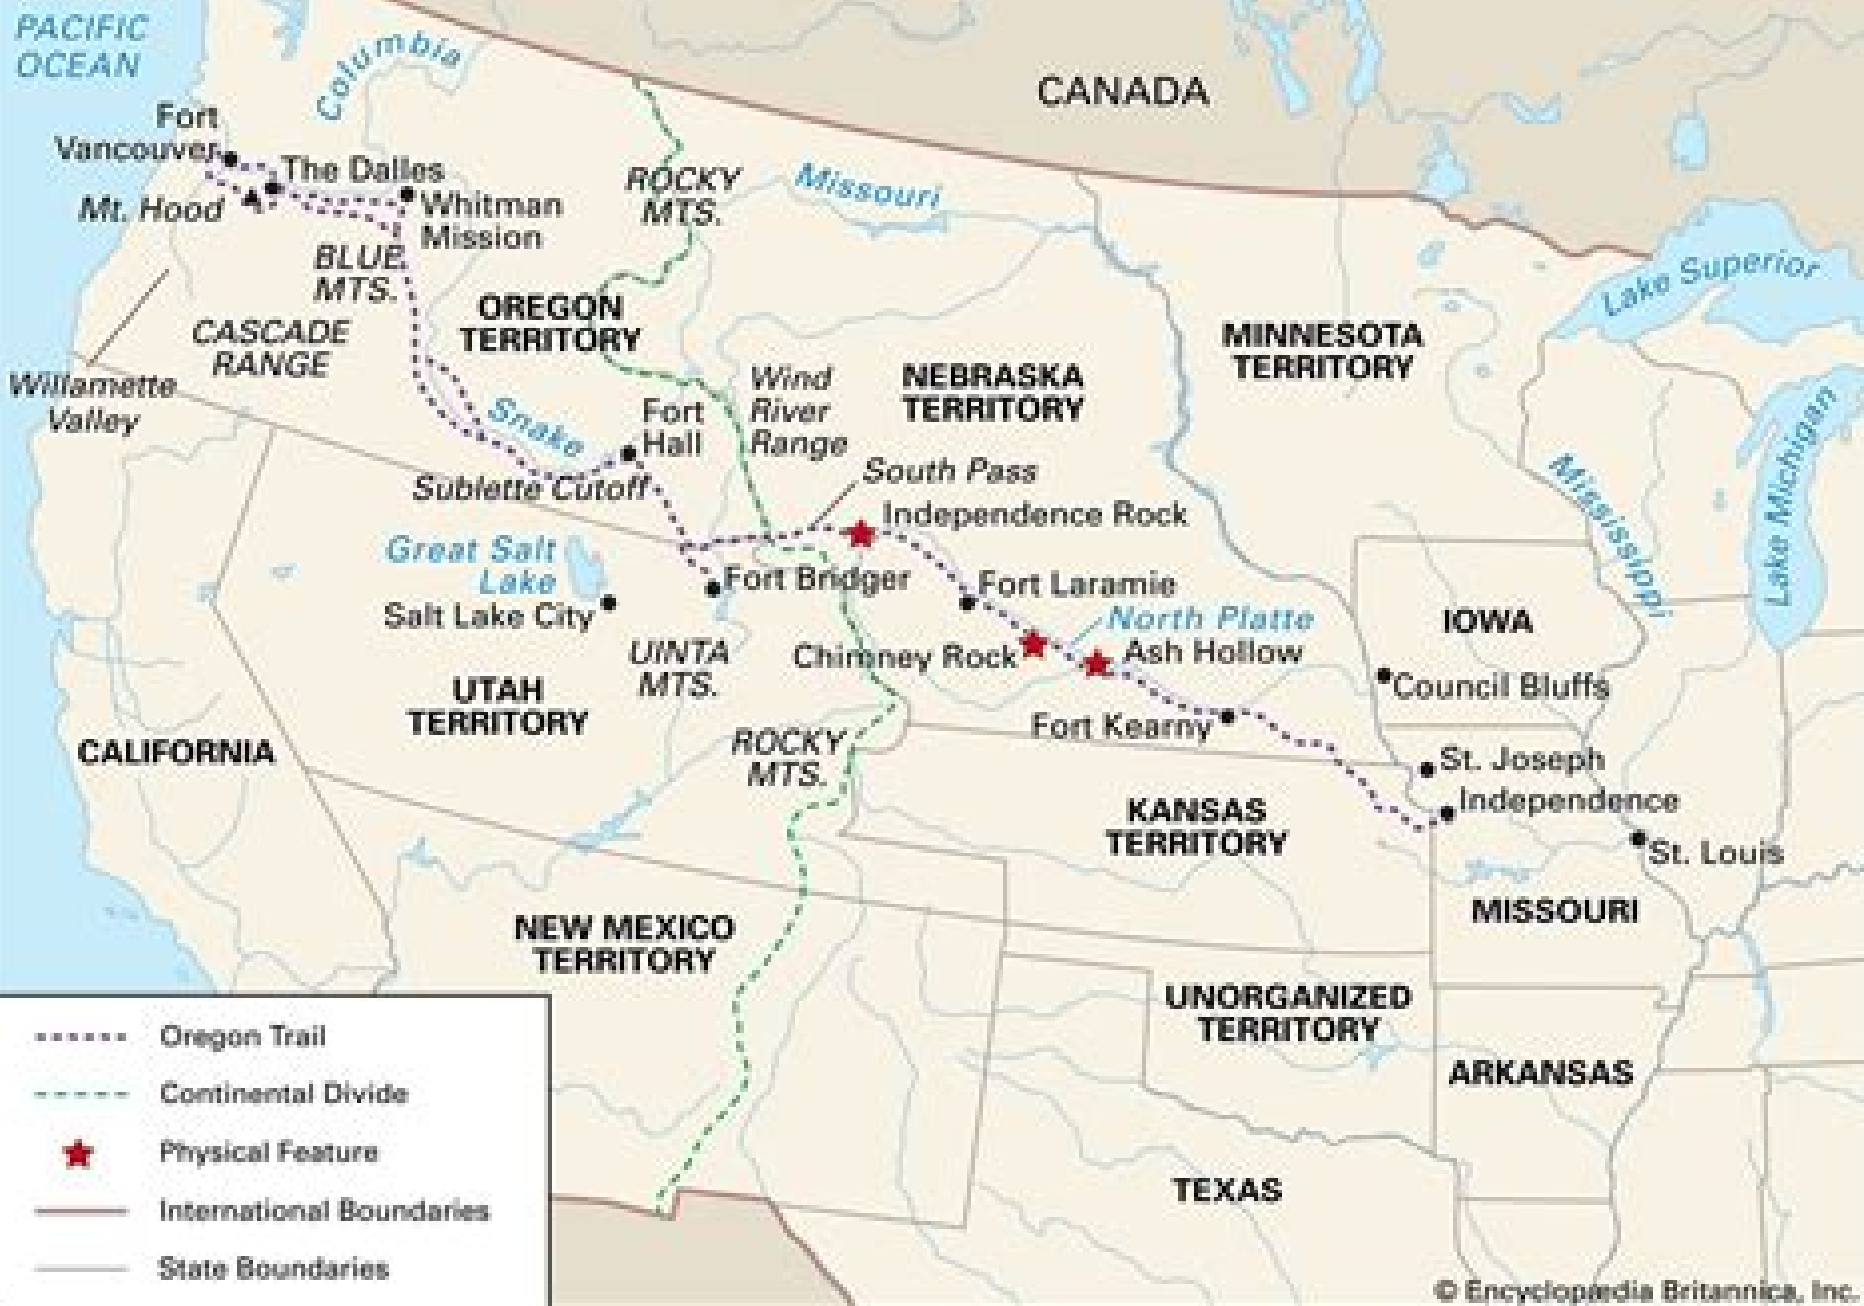 PACIFIC
OCEAN
Columbia
CANADA
Fort
Vancouver
The Dalles
Mt. Hood
Whitman
Mission
ROCKY
MTS.
Missouri
BLUE
MTS.
Lake Superior
OREGON
TERRITORY
CASCADE
RANGE
MINNESOTA
TERRITORY
Willamette
Valley
Wind
River
Range
NEBRASKA
TERRITORY
Snake
Fort
Hall
Lake Michigan
Mississippi
Sublette Cutoff
South Pass
Independence Rock
Great Salt
Lake
Fort Bridger
Fort Laramie
Salt Lake City
North Platte
IOWA
UINTA
MTS.
Chimney Rock
Ash Hollow
UTAH
TERRITORY
Council Bluffs
Fort Kearny
CALIFORNIA
ROCKY
MTS.
St. Joseph
Independence
KANSAS
TERRITORY
St. Louis
NEW MEXICO
TERRITORY
MISSOURI
UNORGANIZED
TERRITORY
ARKANSAS
TEXAS
Oregon Trail
Continental Divide
Physical Feature
International Boundaries
State Boundaries
© Encyclopædia Britannica, Inc.